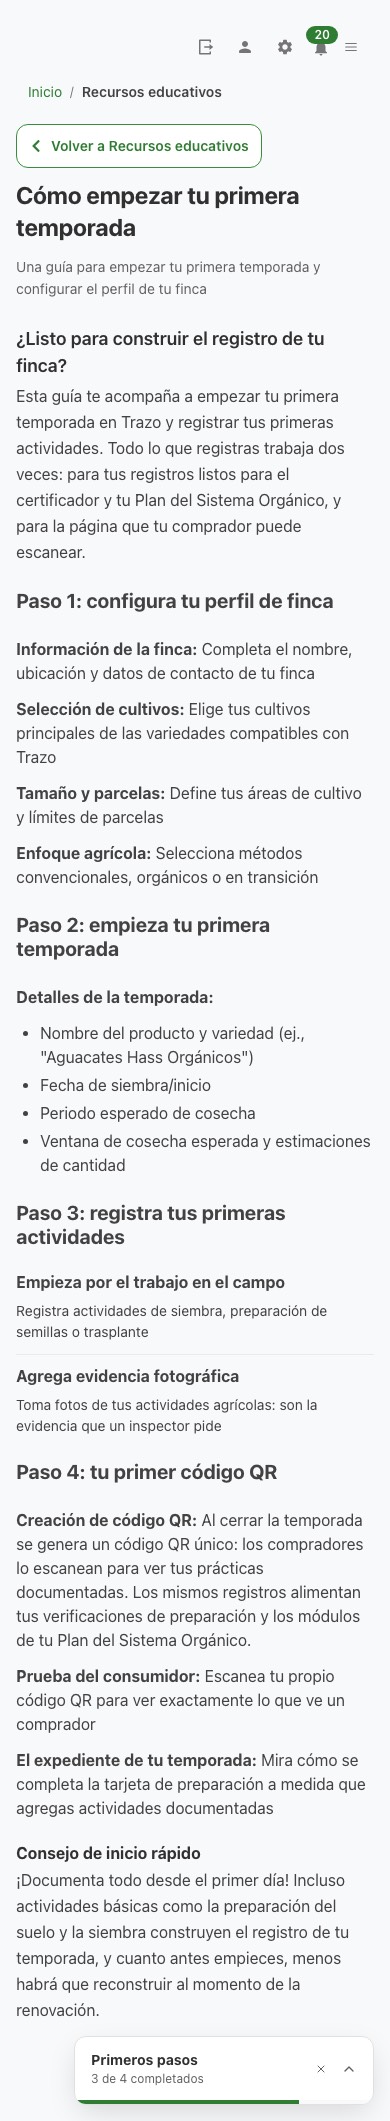 20
Inicio / Recursos educativos
Volver a Recursos educativos
Cómo empezar tu primera
temporada
Una guía para empezar tu primera temporada y
configurar el perfil de tu finca
¿Listo para construir el registro de tu
finca?
Esta guía te acompaña a empezar tu primera
temporada en Trazo y registrar tus primeras
actividades. Todo lo que registras trabaja dos
veces: para tus registros listos para el
certificador y tu Plan del Sistema Orgánico, y
para la página que tu comprador puede
escanear.
Paso 1: configura tu perfil de finca
Información de la finca: Completa el nombre,
ubicación y datos de contacto de tu finca
Selección de cultivos: Elige tus cultivos
principales de las variedades compatibles con
Trazo
Tamaño y parcelas: Define tus áreas de cultivo
y límites de parcelas
Enfoque agrícola: Selecciona métodos
convencionales, orgánicos o en transición
Paso 2: empieza tu primera
temporada
Detalles de la temporada:
• Nombre del producto y variedad (ej.,
"Aguacates Hass Orgánicos")
• Fecha de siembra/inicio
• Periodo esperado de cosecha
• Ventana de cosecha esperada y estimaciones
de cantidad
Paso 3: registra tus primeras
actividades
Empieza por el trabajo en el campo
Registra actividades de siembra, preparación de
semillas o trasplante
Agrega evidencia fotográfica
Toma fotos de tus actividades agrícolas: son la
evidencia que un inspector pide
Paso 4: tu primer código QR
Creación de código QR: Al cerrar la temporada
se genera un código QR único: los compradores
lo escanean para ver tus prácticas
documentadas. Los mismos registros alimentan
tus verificaciones de preparación y los módulos
de tu Plan del Sistema Orgánico.
Prueba del consumidor: Escanea tu propio
código QR para ver exactamente lo que ve un
comprador
El expediente de tu temporada: Mira cómo se
completa la tarjeta de preparación a medida que
agregas actividades documentadas
Consejo de inicio rápido
¡Documenta todo desde el primer día! Incluso
actividades básicas como la preparación del
suelo y la siembra construyen el registro de tu
temporada, y cuanto antes empieces, menos
habrá que reconstruir al momento de la
renovación.
Primeros pasos
3 de 4 completados